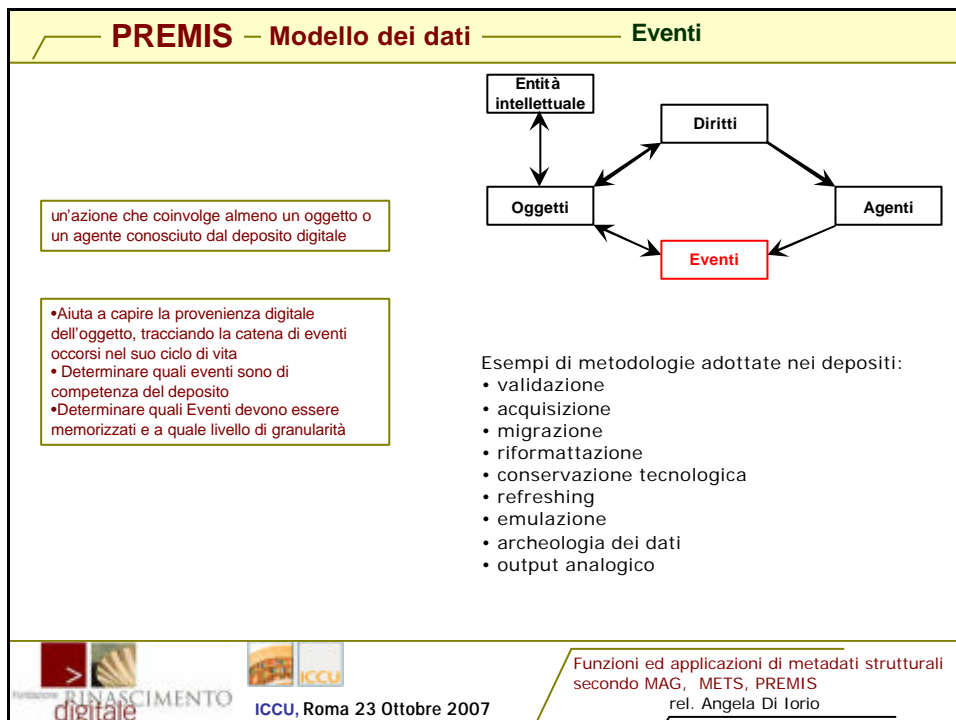 PREMIS – Modello dei dati
Eventi
Entità
intellettuale
Diritti
Oggetti
Agenti
Eventi
un'azione che coinvolge almeno un oggetto o
un agente conosciuto dal deposito digitale
•Aiuta a capire la provenienza digitale
dell'oggetto, tracciando la catena di eventi
occorsi nel suo ciclo di vita
• Determinare quali eventi sono di
competenza del deposito
•Determinare quali Eventi devono essere
memorizzati e a quale livello di granularità
Esempi di metodologie adottate nei depositi:
• validazione
• acquisizione
• migrazione
• riformattazione
• conservazione tecnologica
• refreshing
• emulazione
• archeologia dei dati
• output analogico
Fondazione RINASCIMENTO
digitale
ICCU
ICCU, Roma 23 Ottobre 2007
Funzioni ed applicazioni di metadati strutturali
secondo MAG, METS, PREMIS
rel. Angela Di Iorio